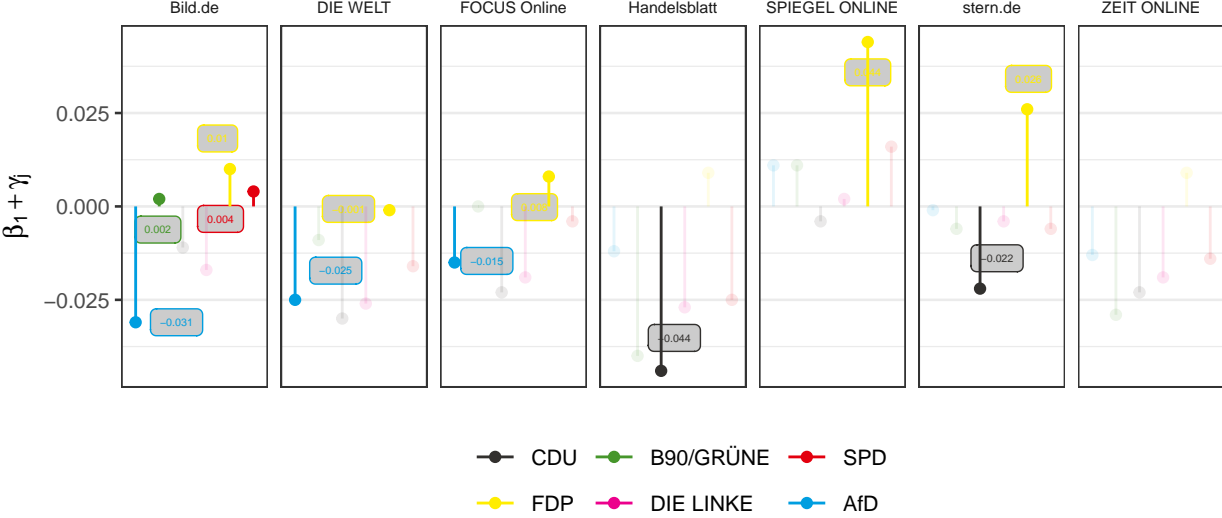 Bild.de DIE WELT FOCUS Online Handelsblatt SPIEGEL ONLINE stern.de ZEIT ONLINE
0.025
0.000
−0.025
β1 + γj
0.002
0.004
−0.031
−0.025
−0.015
−0.044
−0.022
CDU B90/GRÜNE SPD
FDP DIE LINKE AfD